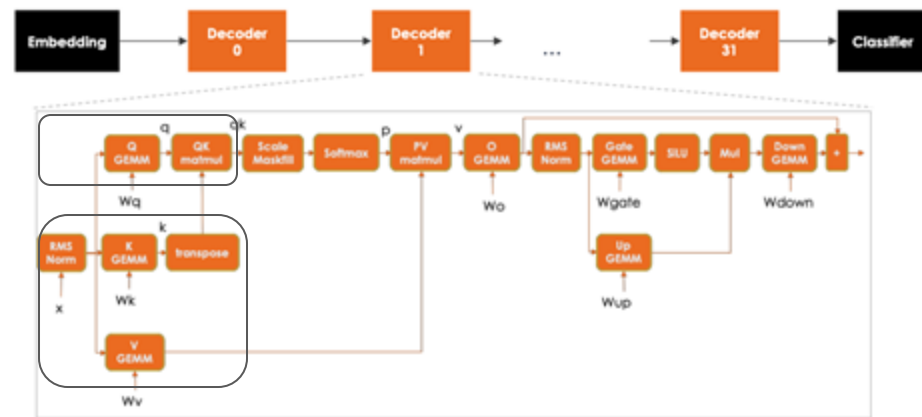 Embedding
Decoder
0
Decoder
1
...
Decoder
31
Classifier
q
qk
p
v
Q
GEMM
QK
matmul
Scale
Maskfill
Softmax
PV
matmul
O
GEMM
RMS
Norm
Gate
GEMM
SiLU
Mul
Down
GEMM
+
Wq
Wo
Wgate
Wdown
k
RMS
Norm
K
GEMM
transpose
Up
GEMM
x
Wk
Wup
V
GEMM
Wv